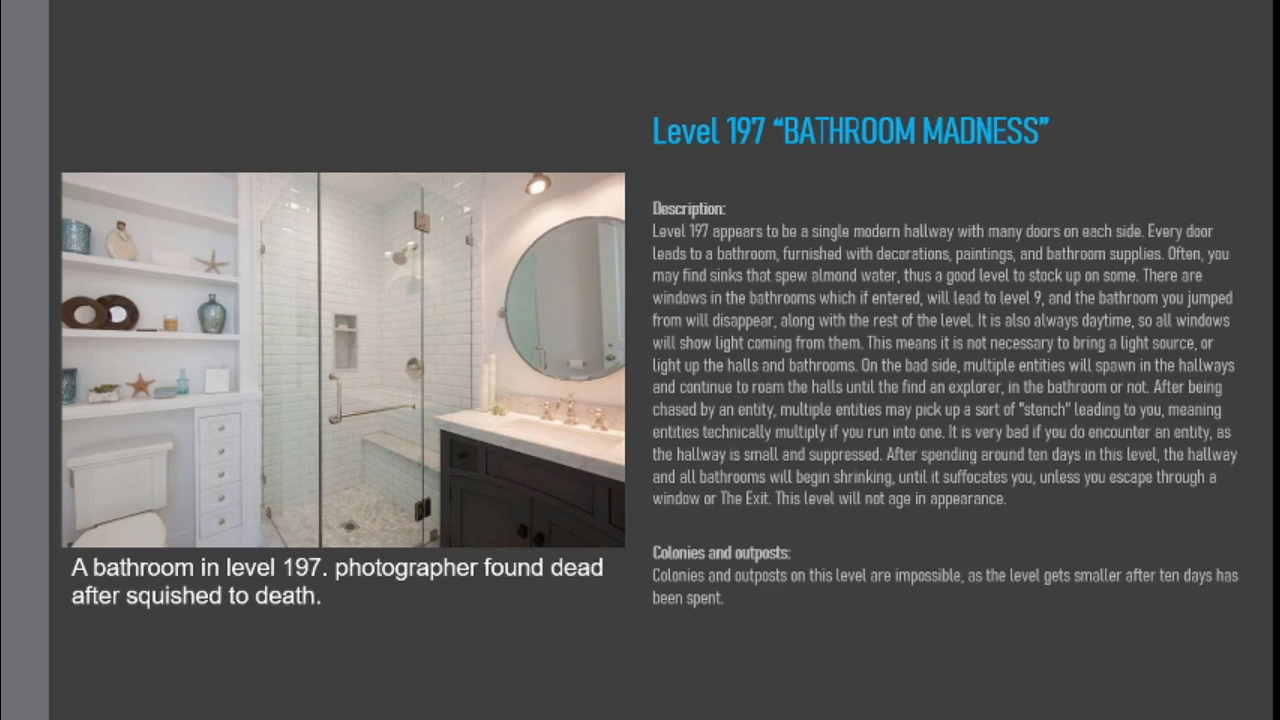 Level 197 “BATHROOM MADNESS”
Description:
Level 197 appears to be a single modern hallway with many doors on each side. Every door
leads to a bathroom, furnished with decorations, paintings, and bathroom supplies. Often, you
may find sinks that spew almond water, thus a good level to stock up on some. There are
windows in the bathrooms which if entered, will lead to level 9, and the bathroom you jumped
from will disappear, along with the rest of the level. It is also always daytime, so all windows
will show light coming from them. This means it is not necessary to bring a light source, or
light up the halls and bathrooms. On the bad side, multiple entities will spawn in the hallways
and continue to roam the halls until the find an explorer, in the bathroom or not. After being
chased by an entity, multiple entities may pick up a sort of "stench" leading to you, meaning
entities technically multiply if you run into one. It is very bad if you do encounter an entity, as
the hallway is small and suppressed. After spending around ten days in this level, the hallway
and all bathrooms will begin shrinking, until it suffocates you, unless you escape through a
window or The Exit. This level will not age in appearance.
Colonies and outposts:
Colonies and outposts on this level are impossible, as the level gets smaller after ten days has
been spent.
A bathroom in level 197. photographer found dead
after squished to death.